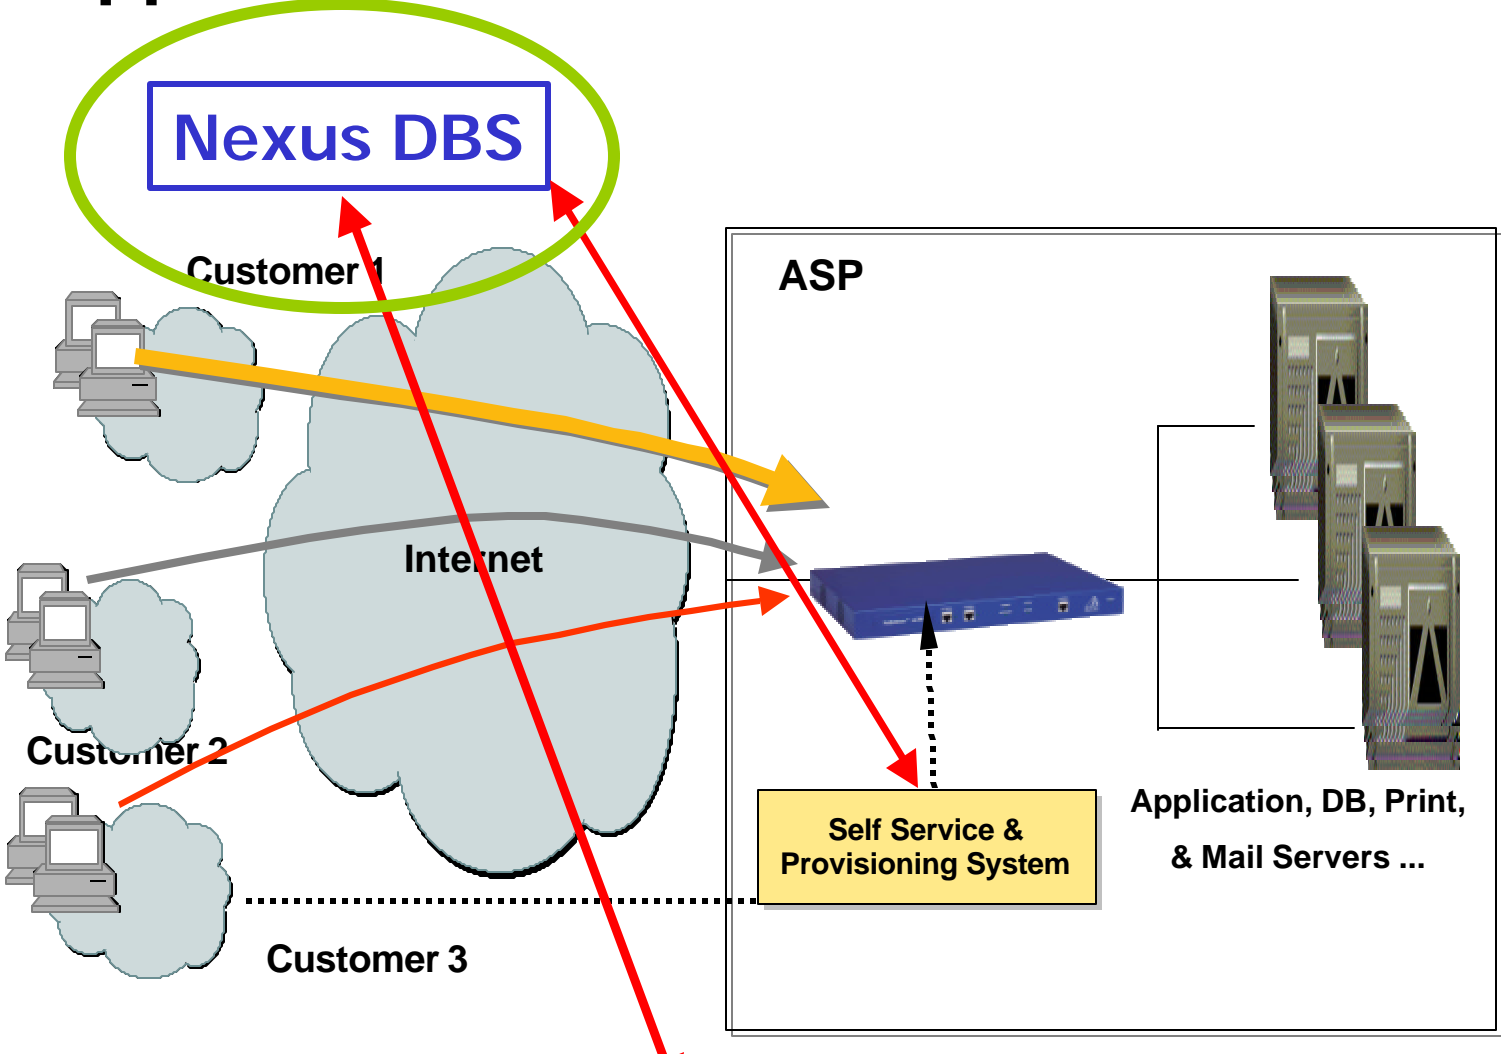 Nexus DBS
Customer 1
ASP
Internet
Customer 2
Self Service &
Provisioning System
Application, DB, Print,
& Mail Servers ...
Customer 3